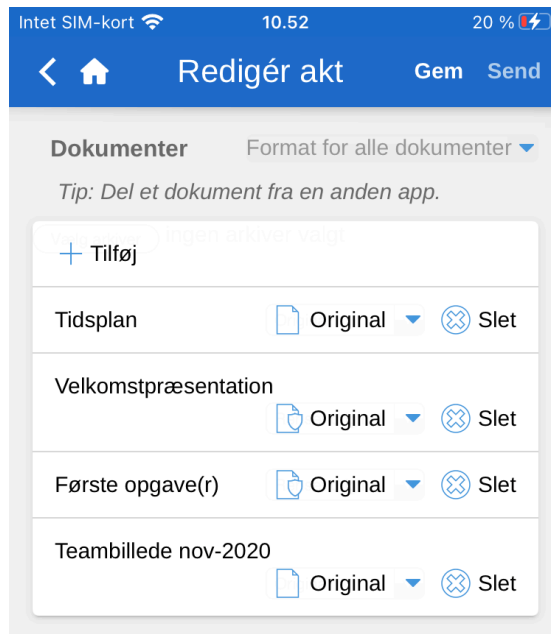 Intet SIM-kort 10.52 20 %
Redigér akt Gem Send
Dokumenter Format for alle dokumenter
Tip: Del et dokument fra en anden app.
ingen arkiver valgt
Tilføj
Tidsplan Original Slet
Velkomstpræsentation
Original Slet
Første opgave(r) Original Slet
Teambillede nov-2020
Original Slet